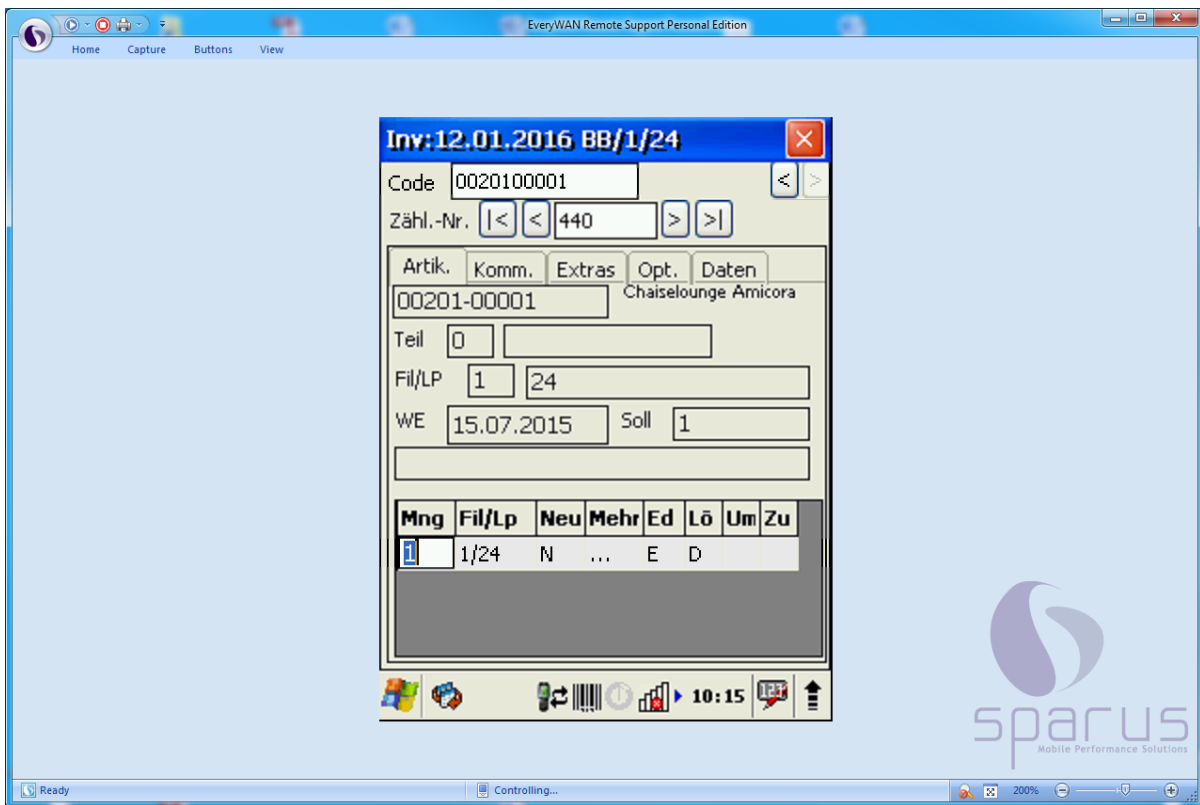 EveryWAN Remote Support Personal Edition
Home Capture Buttons View
Inv:12.01.2016 BB/1/24
Code 0020100001 < >
Zähl.-Nr. |< < 440 > >|
Artik. Komm. Extras Opt. Daten
00201-00001 Chaiselounge Amicora
Teil 0
Fil/LP 1 24
WE 15.07.2015 Soll 1
Mng Fil/Lp Neu Mehr Ed Lö Um Zu
1 1/24 N ... E D
10:15 123
sparus
Mobile Performance Solutions
Ready Controlling... 200%